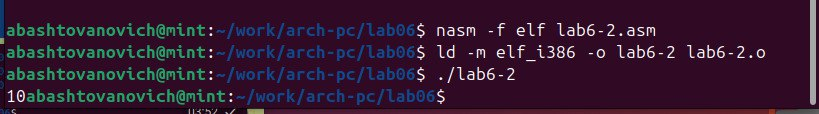 abashtovanovich@mint:~/work/arch-pc/lab06$ nasm -f elf lab6-2.asm
abashtovanovich@mint:~/work/arch-pc/lab06$ ld -m elf_i386 -o lab6-2 lab6-2.o
abashtovanovich@mint:~/work/arch-pc/lab06$ ./lab6-2
10abashtovanovich@mint:~/work/arch-pc/lab06$